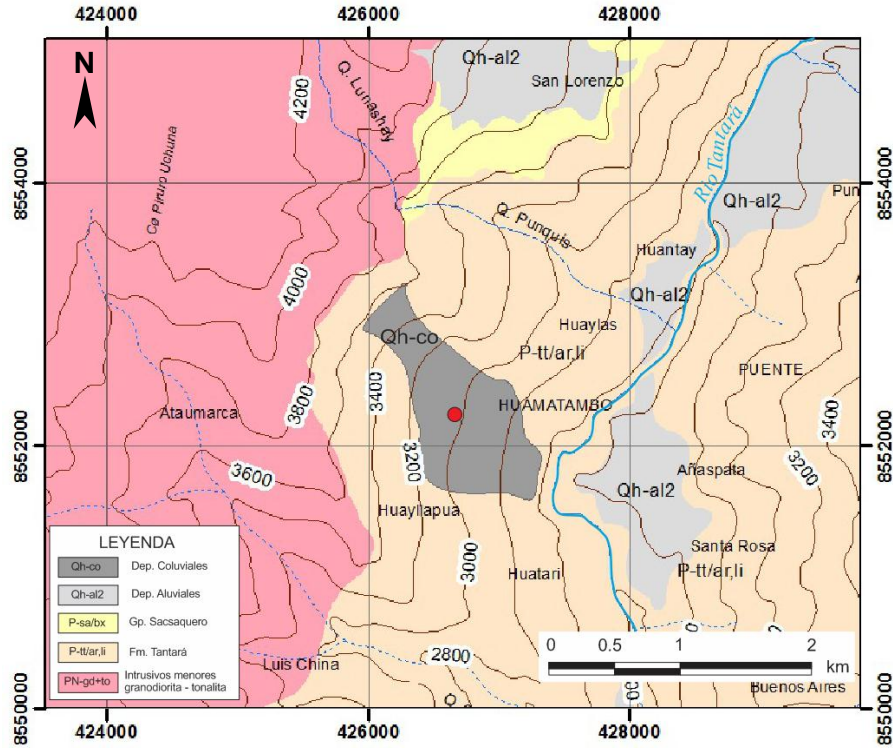 424000
426000
428000
N
Qh-al2
San Lorenzo
Q. Lunashay
4200
Río Tantará
Cø Piruro Uchuna
8554000
8554000
Qh-al2
Pun
Q. Punquis
Huantay
4000
Qh-al2
Qh-co
Huaylas
P-tt/ar,li
PUENTE
3400
3800
Ataumarca
HUAMATAMBO
3400
8552000
8552000
3200
3200
3600
Añaspata
Qh-al2
Huayllapua
LEYENDA
Qh-co Dep. Coluviales
Qh-al2 Dep. Aluviales
P-sa/bx Gp. Sacsaquero
P-tt/ar,li Fm. Tantará
PN-gd+to Intrusivos menores
granodiorita - tonalita
3000
Huatari
Santa Rosa
P-tt/ar,li
2800
Luis China
0 0.5 1 2
km
Buenos Aires
Q
00
8550000
8550000
424000
426000
428000